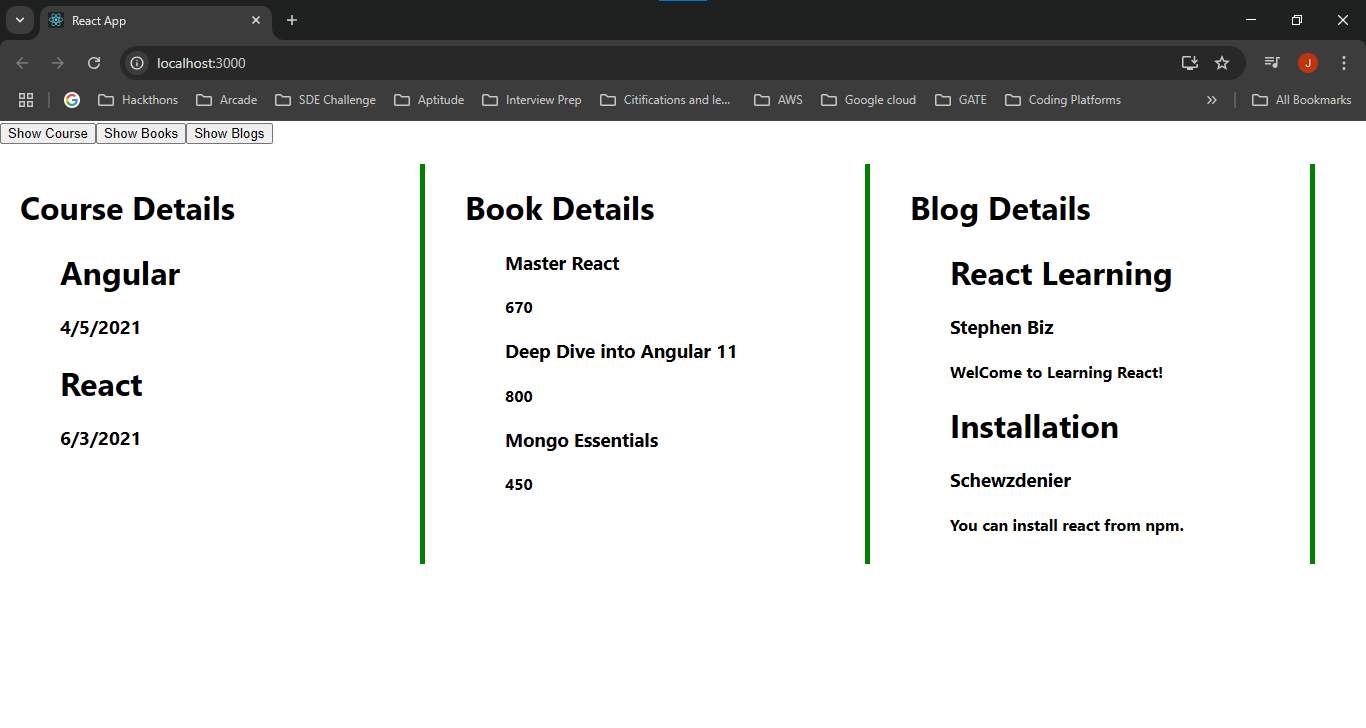 React App
localhost:3000
J
Hackthons Arcade SDE Challenge Aptitude Interview Prep Citifications and le... AWS Google cloud GATE Coding Platforms All Bookmarks
Show Course Show Books Show Blogs
Course Details
Angular
4/5/2021
React
6/3/2021
Book Details
Master React
670
Deep Dive into Angular 11
800
Mongo Essentials
450
Blog Details
React Learning
Stephen Biz
WelCome to Learning React!
Installation
Schewzdenier
You can install react from npm.